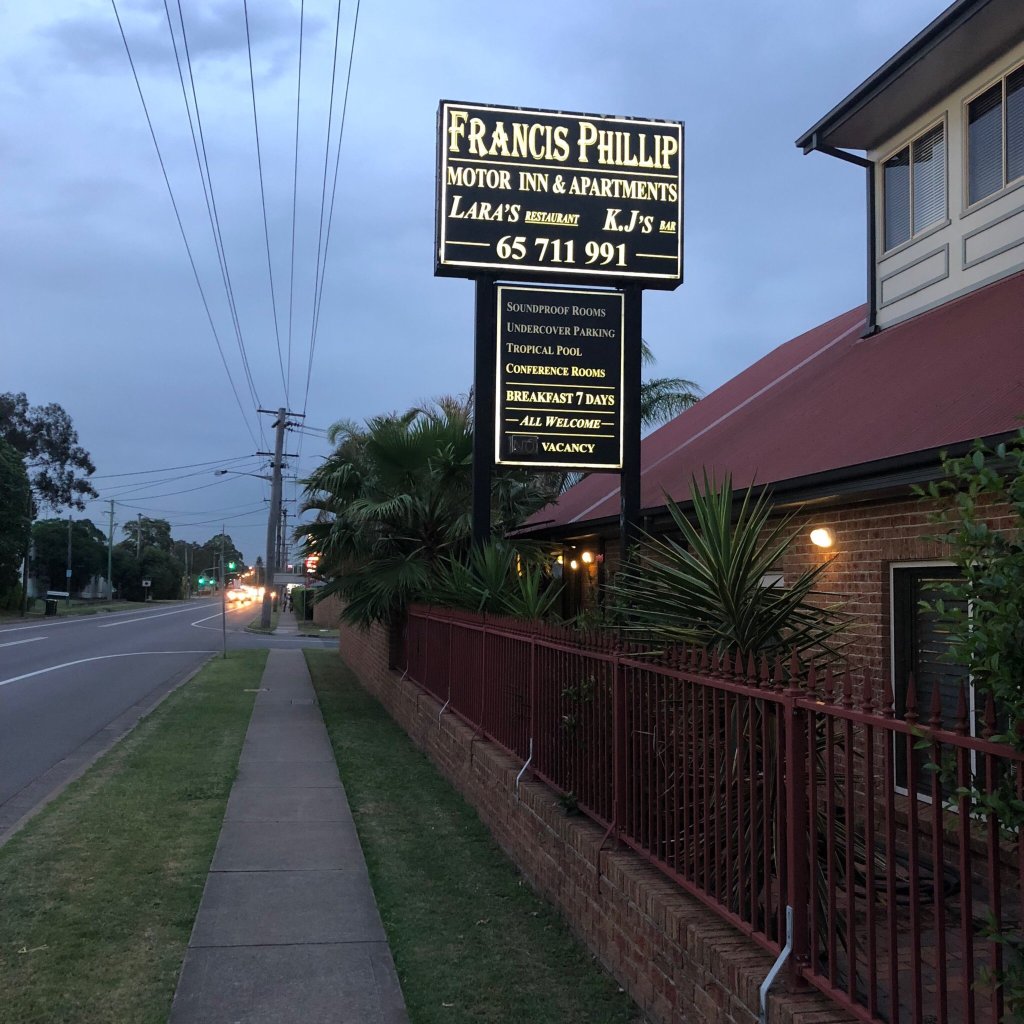 FRANCIS PHILLIP
MOTOR INN & APARTMENTS
LARA'S RESTAURANT K.J'S BAR
65 711 991
SOUNDPROOF ROOMS
UNDERCOVER PARKING
TROPICAL POOL
CONFERENCE ROOMS
BREAKFAST 7 DAYS
ALL WELCOME
NO VACANCY